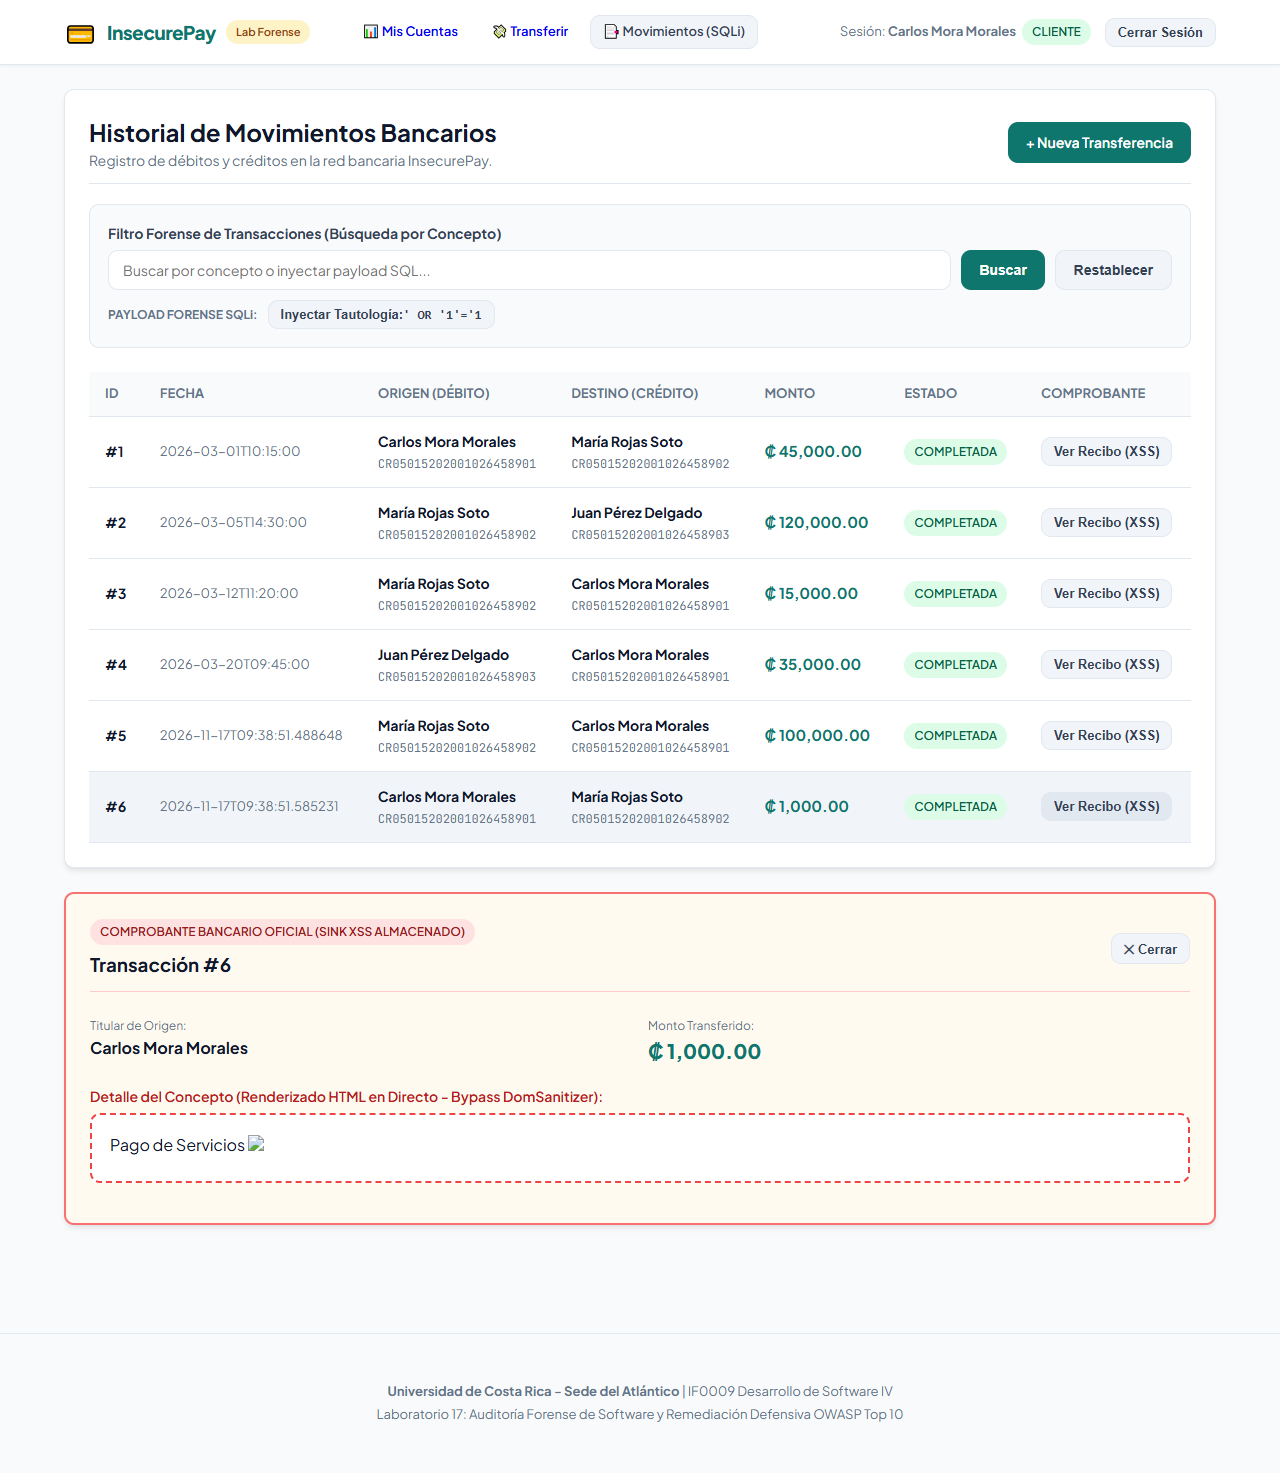 InsecurePay Lab Forense Mis Cuentas Transferir Movimientos (SQLi) Sesión: Carlos Mora Morales CLIENTE Cerrar Sesión
Historial de Movimientos Bancarios
Registro de débitos y créditos en la red bancaria InsecurePay.
+ Nueva Transferencia
Filtro Forense de Transacciones (Búsqueda por Concepto)
Buscar por concepto o inyectar payload SQL... Buscar Restablecer
PAYLOAD FORENSE SQLi: Inyectar Tautología:' OR '1'='1
ID FECHA ORIGEN (DÉBITO) DESTINO (CRÉDITO) MONTO ESTADO COMPROBANTE
#1 2026-03-01T10:15:00 Carlos Mora Morales María Rojas Soto ₡ 45,000.00 COMPLETADA Ver Recibo (XSS)
CR05015202001026458901 CR05015202001026458902
#2 2026-03-05T14:30:00 María Rojas Soto Juan Pérez Delgado ₡ 120,000.00 COMPLETADA Ver Recibo (XSS)
CR05015202001026458902 CR05015202001026458903
#3 2026-03-12T11:20:00 María Rojas Soto Carlos Mora Morales ₡ 15,000.00 COMPLETADA Ver Recibo (XSS)
CR05015202001026458902 CR05015202001026458901
#4 2026-03-20T09:45:00 Juan Pérez Delgado Carlos Mora Morales ₡ 35,000.00 COMPLETADA Ver Recibo (XSS)
CR05015202001026458903 CR05015202001026458901
#5 2026-11-17T09:38:51.488648 María Rojas Soto Carlos Mora Morales ₡ 100,000.00 COMPLETADA Ver Recibo (XSS)
CR05015202001026458902 CR05015202001026458901
#6 2026-11-17T09:38:51.585231 Carlos Mora Morales María Rojas Soto ₡ 1,000.00 COMPLETADA Ver Recibo (XSS)
CR05015202001026458901 CR05015202001026458902
COMPROBANTE BANCARIO OFICIAL (SINK XSS ALMACENADO)
Transacción #6
✕ Cerrar
Titular de Origen: Monto Transferido:
Carlos Mora Morales ₡ 1,000.00
Detalle del Concepto (Renderizado HTML en Directo - Bypass DomSanitizer):
Pago de Servicios
Universidad de Costa Rica - Sede del Atlántico | IF0009 Desarrollo de Software IV
Laboratorio 17: Auditoría Forense de Software y Remediación Defensiva OWASP Top 10